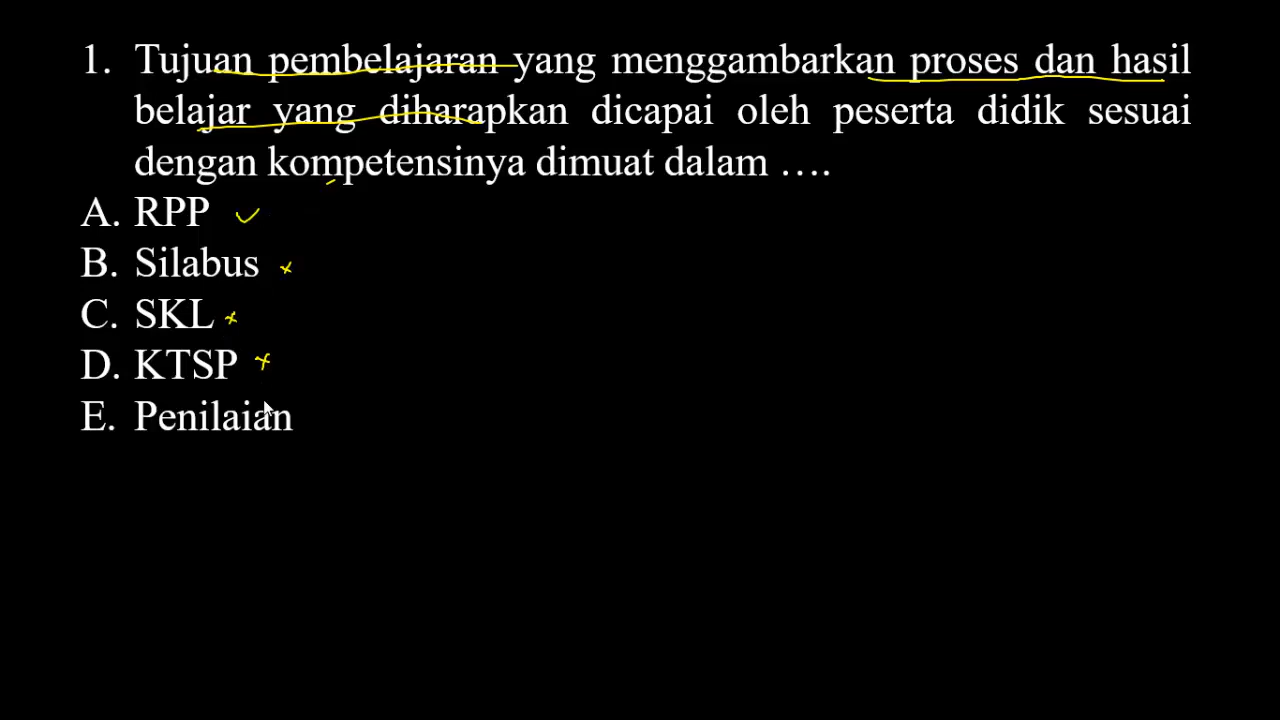 1. Tujuan pembelajaran yang menggambarkan proses dan hasil
belajar yang diharapkan dicapai oleh peserta didik sesuai
dengan kompetensinya dimuat dalam ....
A. RPP
B. Silabus
C. SKL
D. KTSP
E. Penilaian